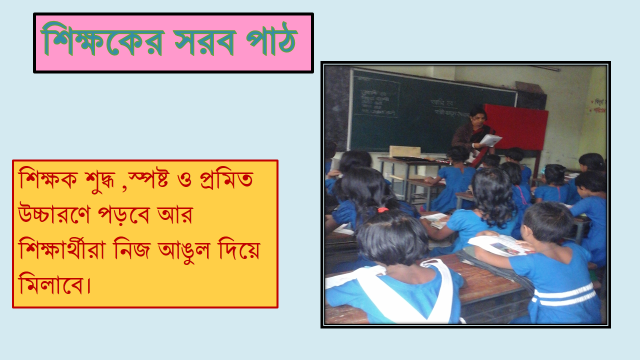 শিক্ষকের সরব পাঠ
শিক্ষক শুদ্ধ ,স্পষ্ট ও প্রমিত
উচ্চারণে পড়বে আর
শিক্ষার্থীরা নিজ আঙুল দিয়ে
মিলাবে।